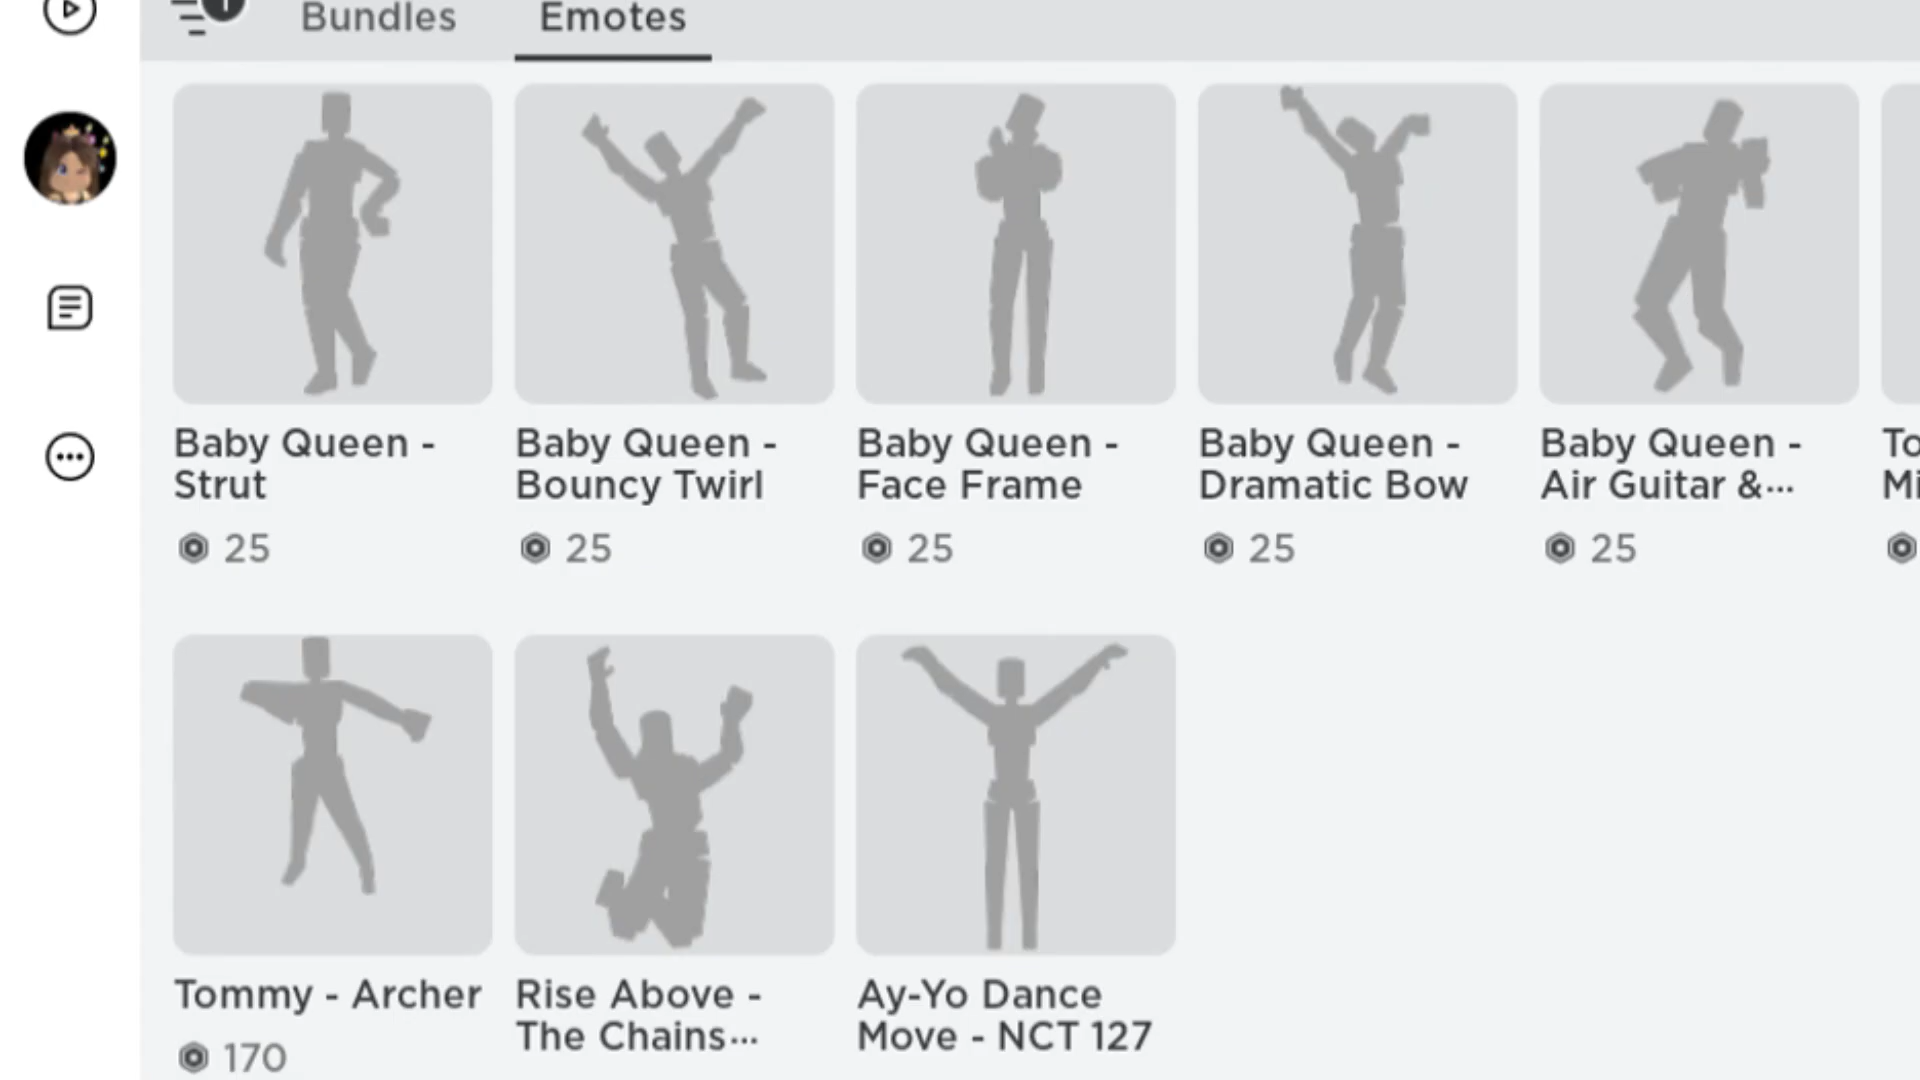 Bundles
Emotes
Baby Queen -
Strut
25
Baby Queen -
Bouncy Twirl
25
Baby Queen -
Face Frame
25
Baby Queen -
Dramatic Bow
25
Baby Queen -
Air Guitar &...
25
To
Mi
Tommy - Archer
170
Rise Above -
The Chains...
Ay-Yo Dance
Move - NCT 127